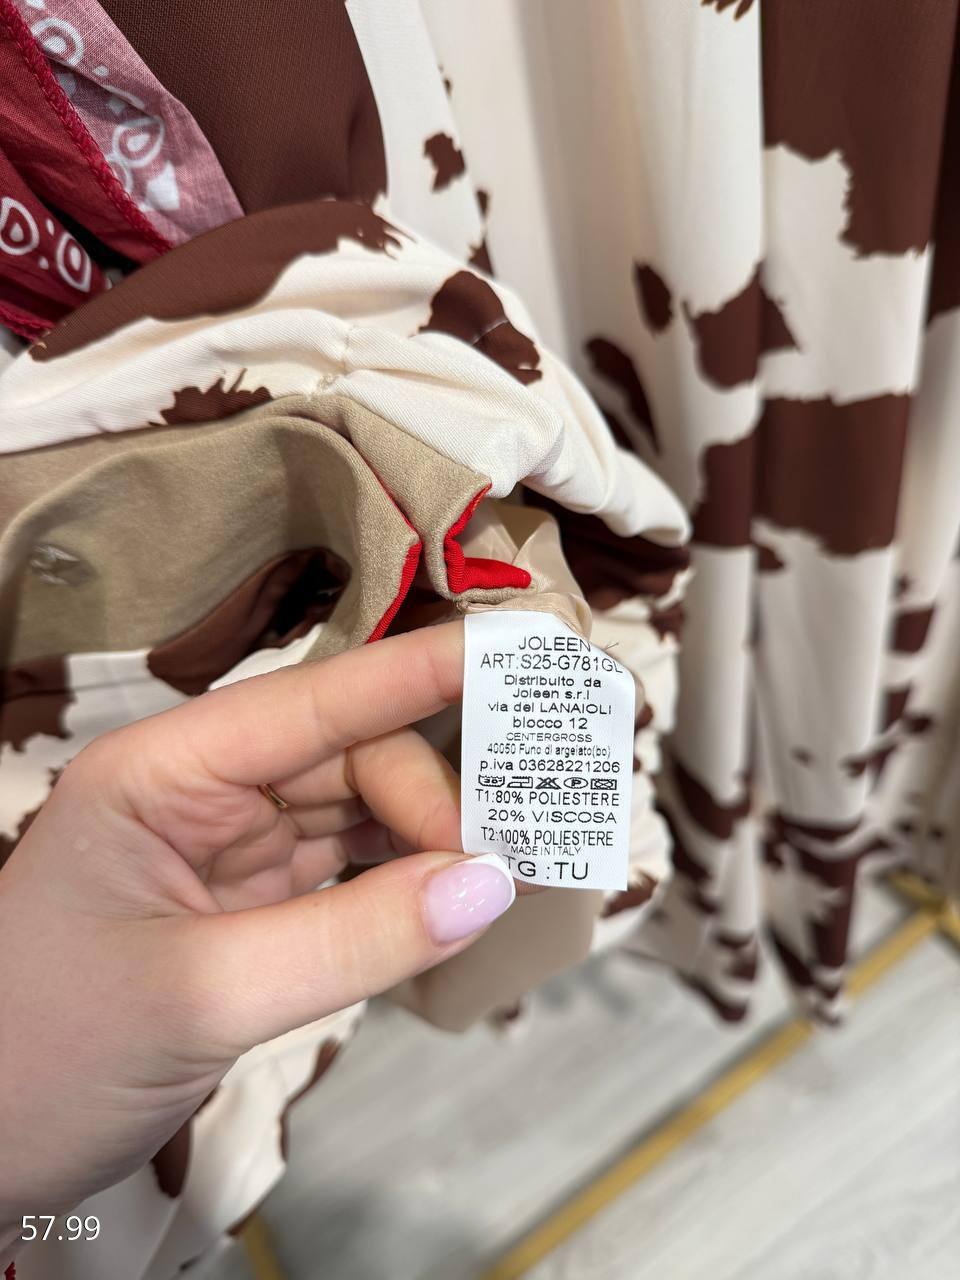 JOLEEN
ART:S25-G781GL
Distribuito da
Joleen s.r.l
via dei LANAIOLI
blocco 12
CENTERGROSS
40050 Funo di argelato(bo)
p.iva 03628221206
T1:80% POLIESTERE
20% VISCOSA
T2:100% POLIESTERE
MADE IN ITALY
TG :TU
57.99